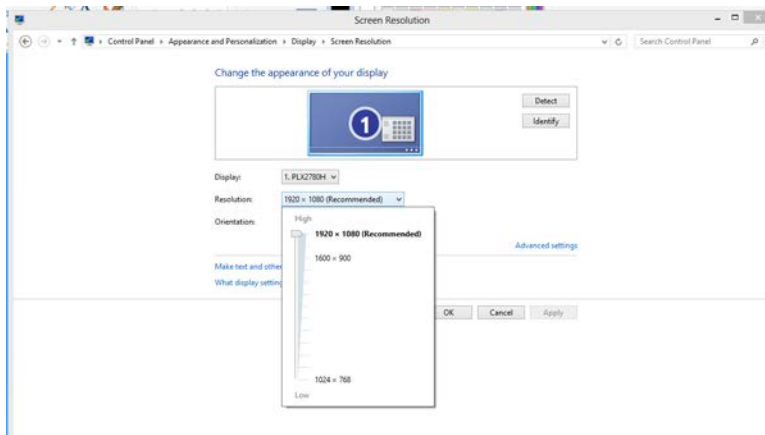 Screen Resolution
Control Panel › Appearance and Personalization › Display › Screen Resolution
Search Control Panel
Change the appearance of your display
1
Detect
Identify
Display: 1. PLX2780H
Resolution: 1920 × 1080 (Recommended)
Orientation: High
1920 × 1080 (Recommended)
1600 × 900
Advanced settings
Make text and other
What display setting
OK Cancel Apply
1024 × 768
Low